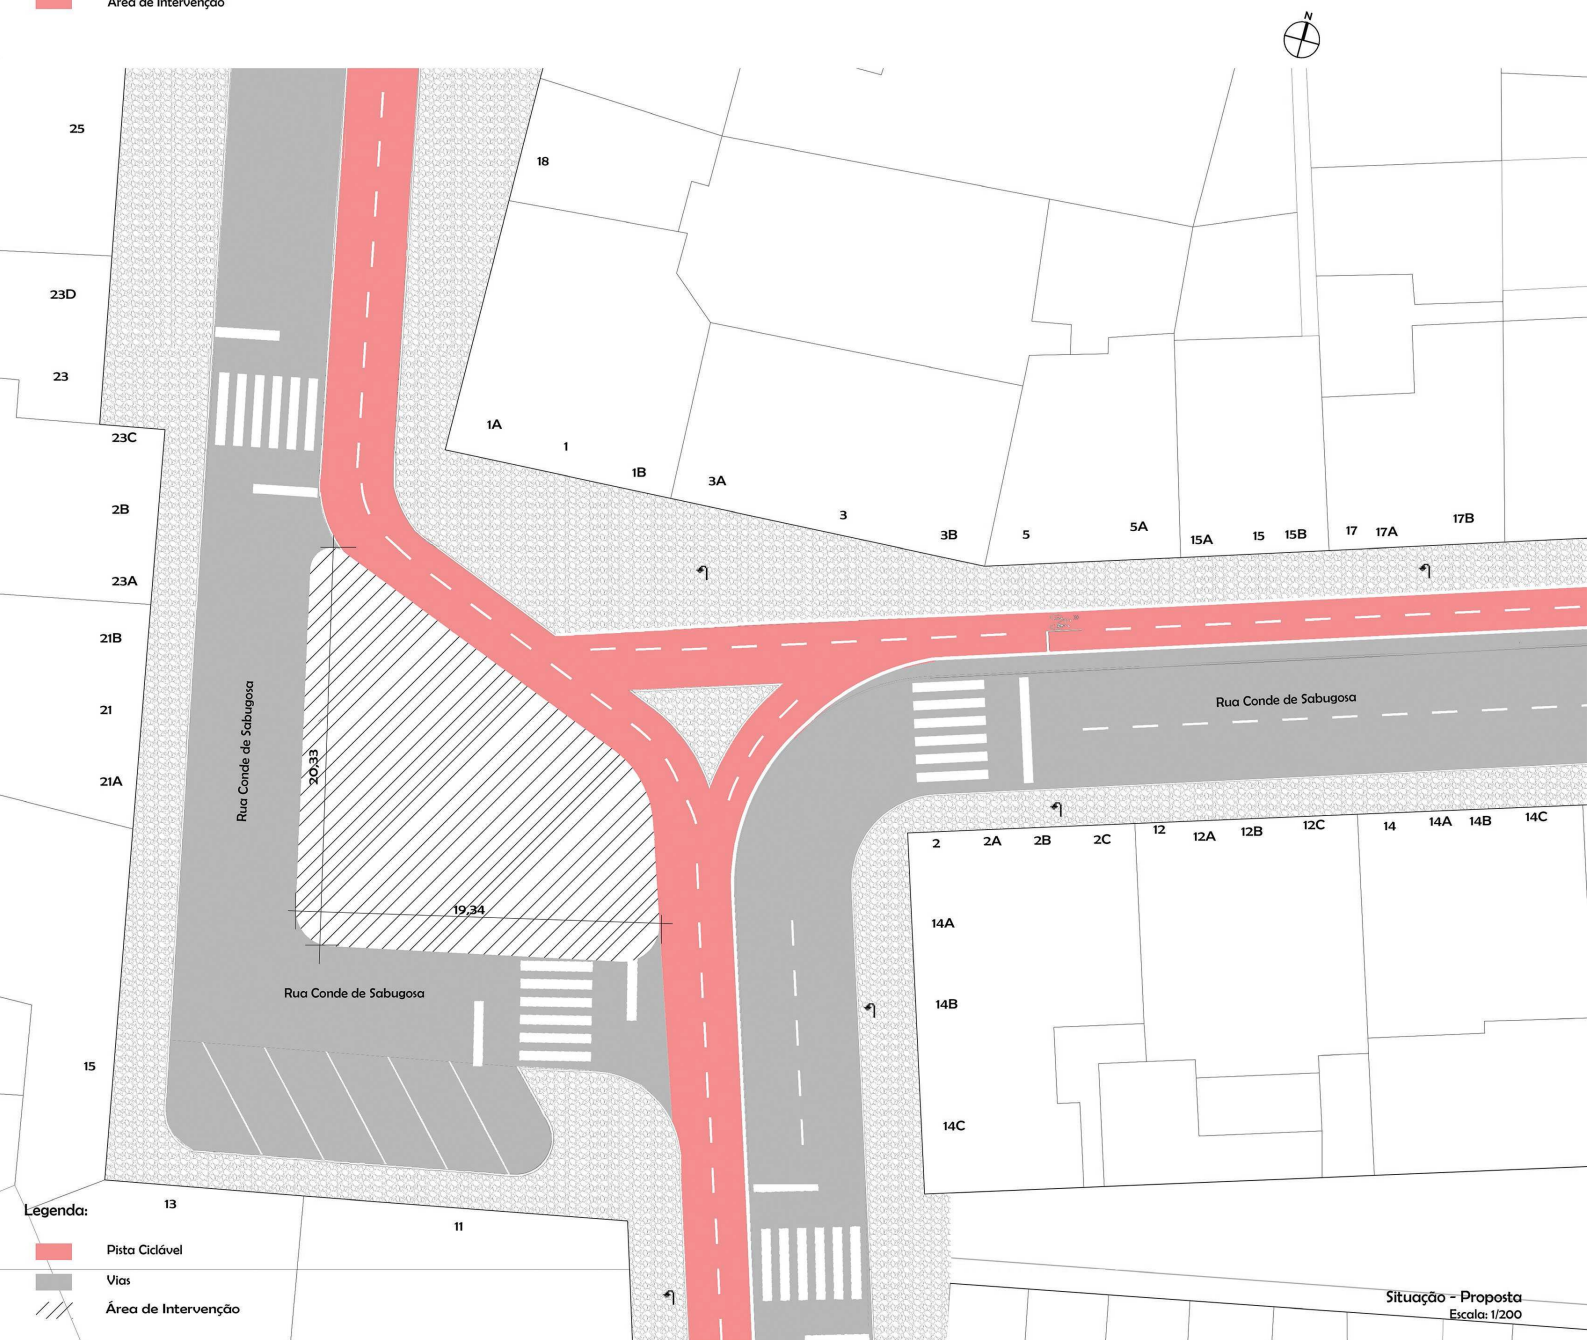 Área de Intervenção
N
25
18
23D
23
1A
23C
1
1B
3A
2B
3
17B
5A
17
17A
3B
5
15
15B
15A
23A
21B
Rua Conde de Sabugosa
21
Rua Conde de Sabugosa
20,33
21A
14C
14A
14B
14
12C
12
12B
12A
2C
2B
2A
2
19,34
14A
Rua Conde de Sabugosa
14B
15
14C
13
Legenda:
11
Pista Ciclável
Vias
Área de Intervenção
Situação - Proposta
Escala: 1/200